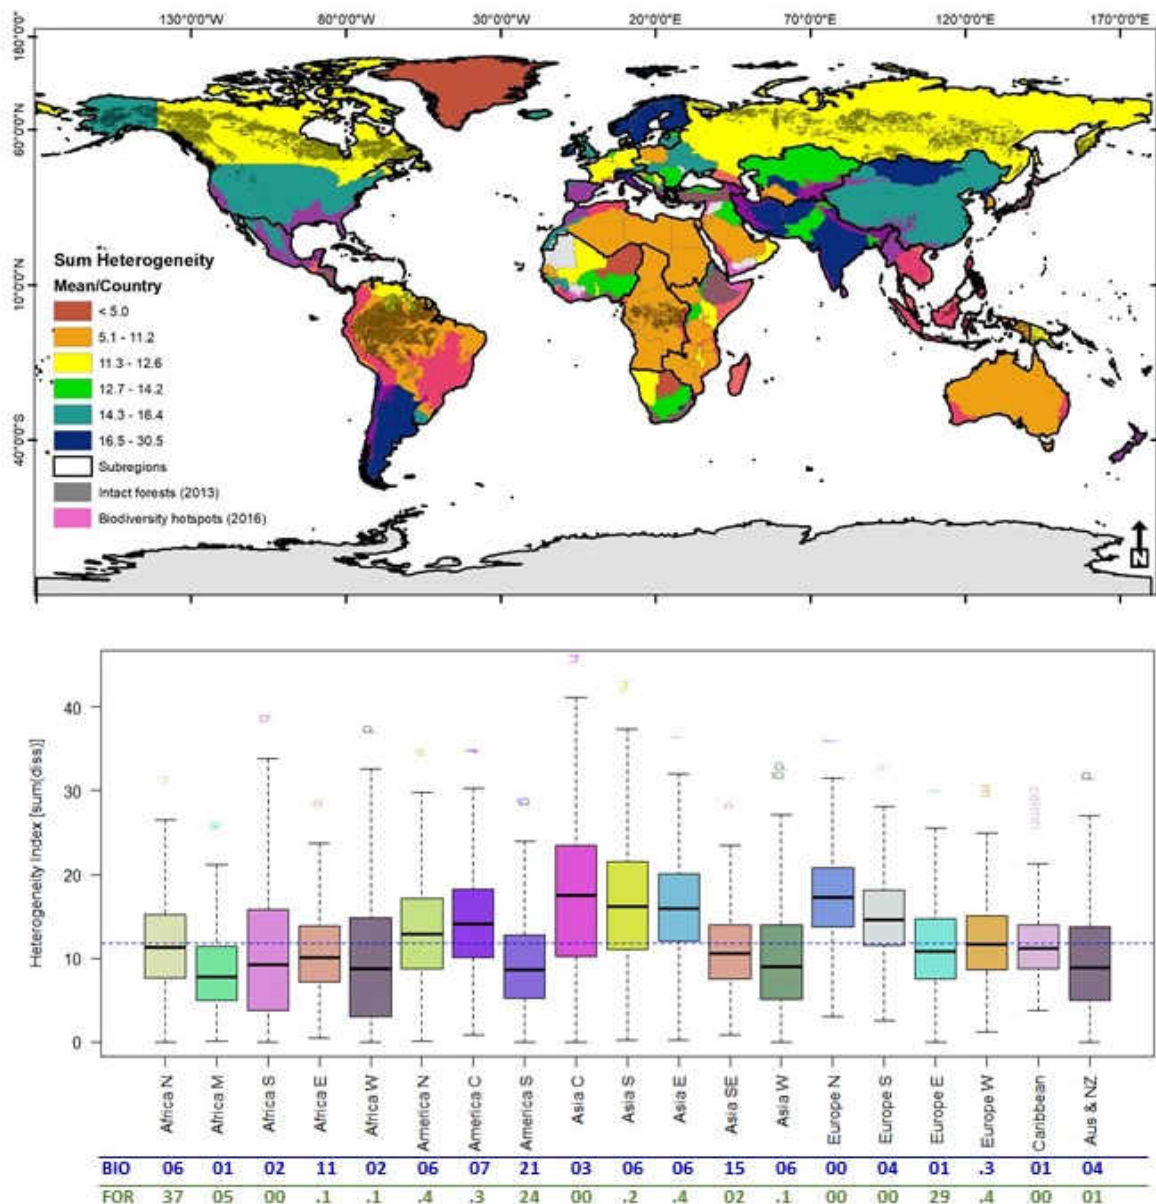 130°0'0"W 80°0'0"W 30°0'0"W 20°0'0"E 70°0'0"E 120°0'0"E 170°0'0"E
180°0'0"
60°0'0"N
10°0'0"N
40°0'0"S
Sum Heterogeneity
Mean/Country
< 5.0
5.1 - 11.2
11.3 - 12.6
12.7 - 14.2
14.3 - 16.4
16.5 - 30.5
Subregions
Intact forests (2013)
Biodiversity hotspots (2016)
N
Heterogeneity Index [sum(diss)]
40
30
20
10
0
Africa N Africa M Africa S Africa E Africa W America N America C America S Asia C Asia S Asia E Asia SE Asia W Europe N Europe S Europe E Europe W Caribbean Aus & NZ
BIO 06 01 02 11 02 06 07 21 03 06 06 15 06 00 04 01 .3 01 04
FOR 37 05 00 .1 .1 .4 .3 24 00 .2 .4 02 .1 00 00 29 .4 00 01